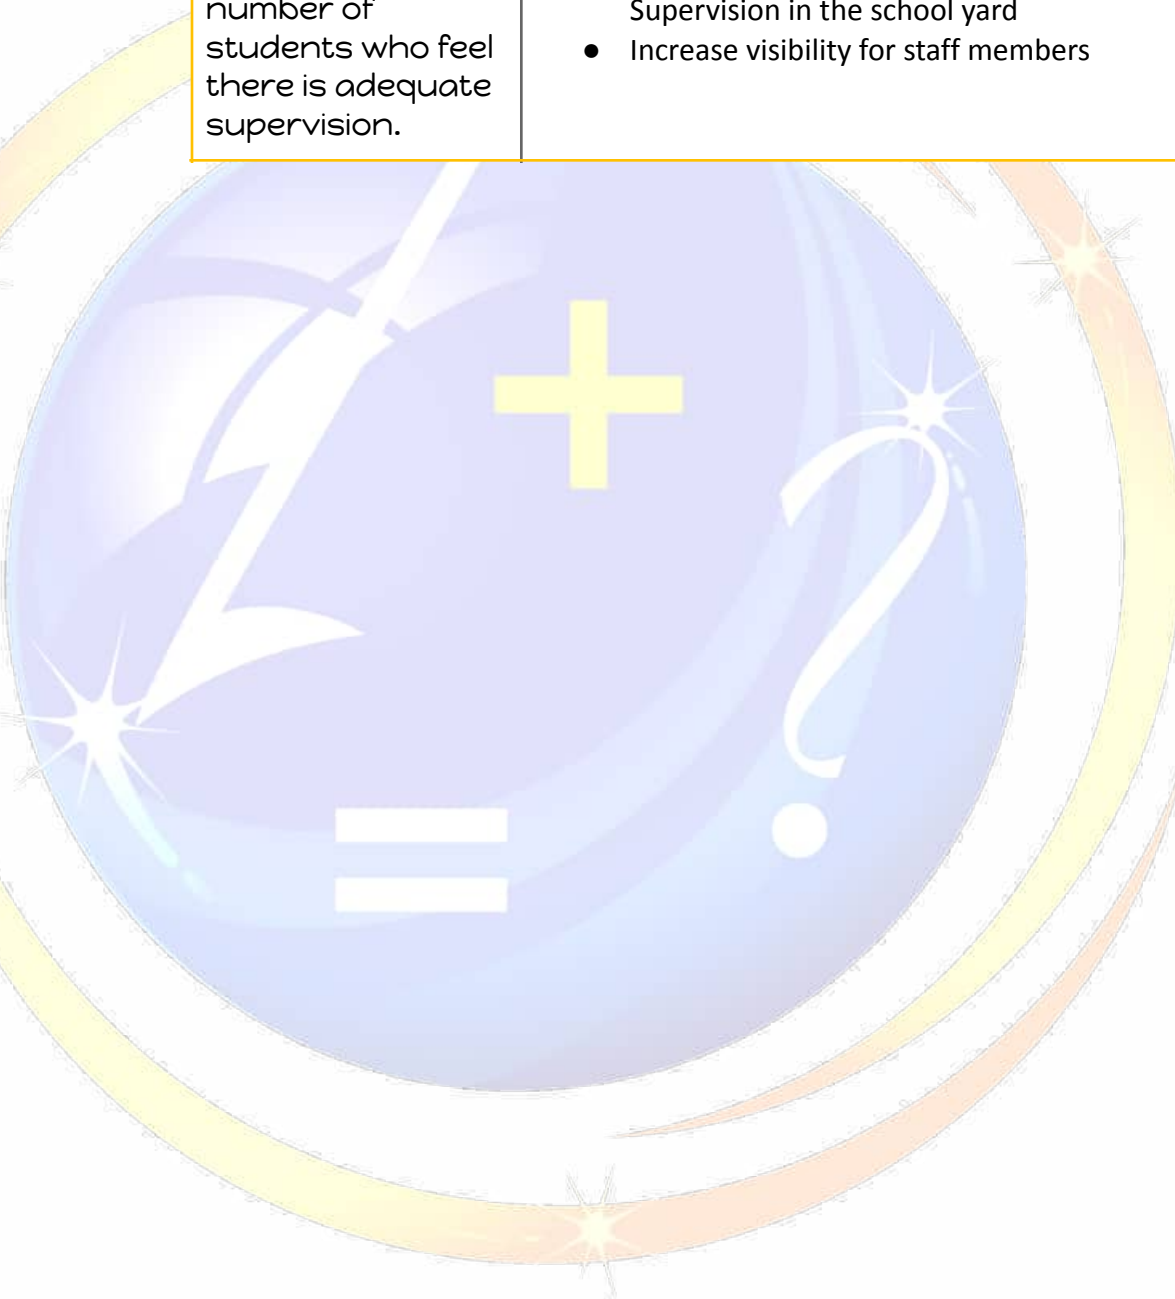 number of
students who feel
there is adequate
supervision.
Supervision in the school yard
● Increase visibility for staff members
+
?
=